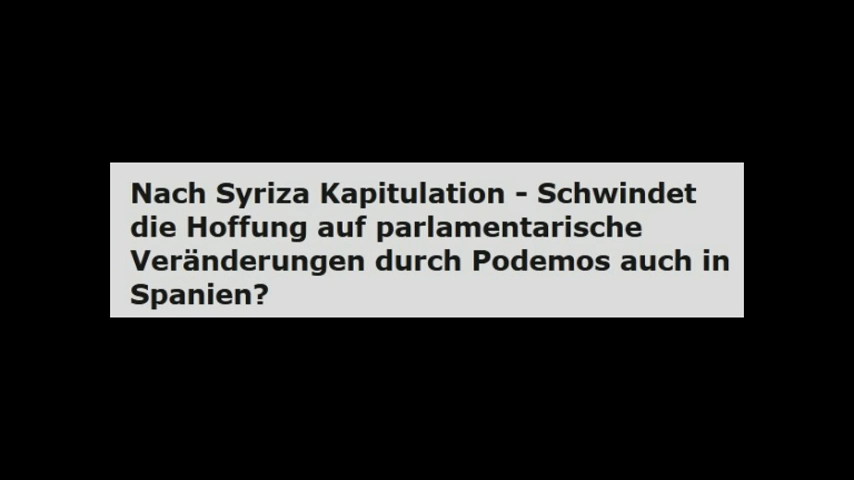 Nach Syriza Kapitulation - Schwindet
die Hoffung auf parlamentarische
Veränderungen durch Podemos auch in
Spanien?